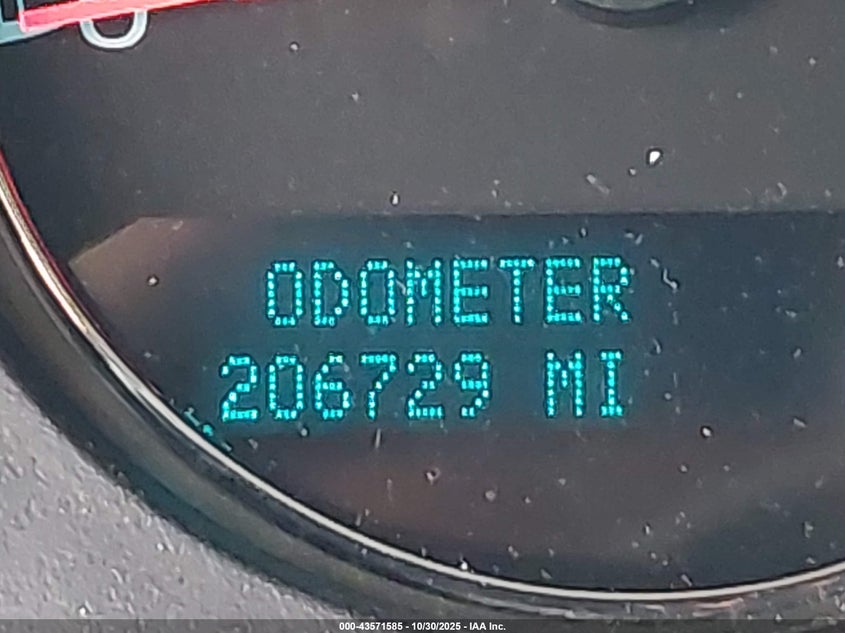 ODOMETER
206729 MI
000-43571585 - 10/30/2025 - IAA Inc.